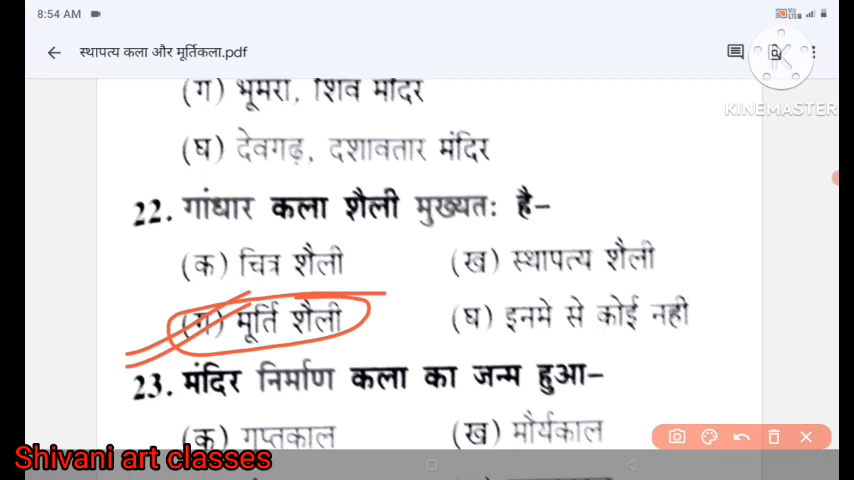 8:54 AM
स्थापत्य कला और मूर्तिकला.pdf
KINEMASTER
(ग) भूमरा, शिव मंदिर
(घ) देवगढ़, दशावतार मंदिर
22. गांधार कला शैली मुख्यतः है–
(क) चित्र शैली (ख) स्थापत्य शैली
(ग) मूर्ति शैली (घ) इनमे से कोई नही
23. मंदिर निर्माण कला का जन्म हुआ–
(क) गुप्तकाल (ख) मौर्यकाल
Shivani art classes